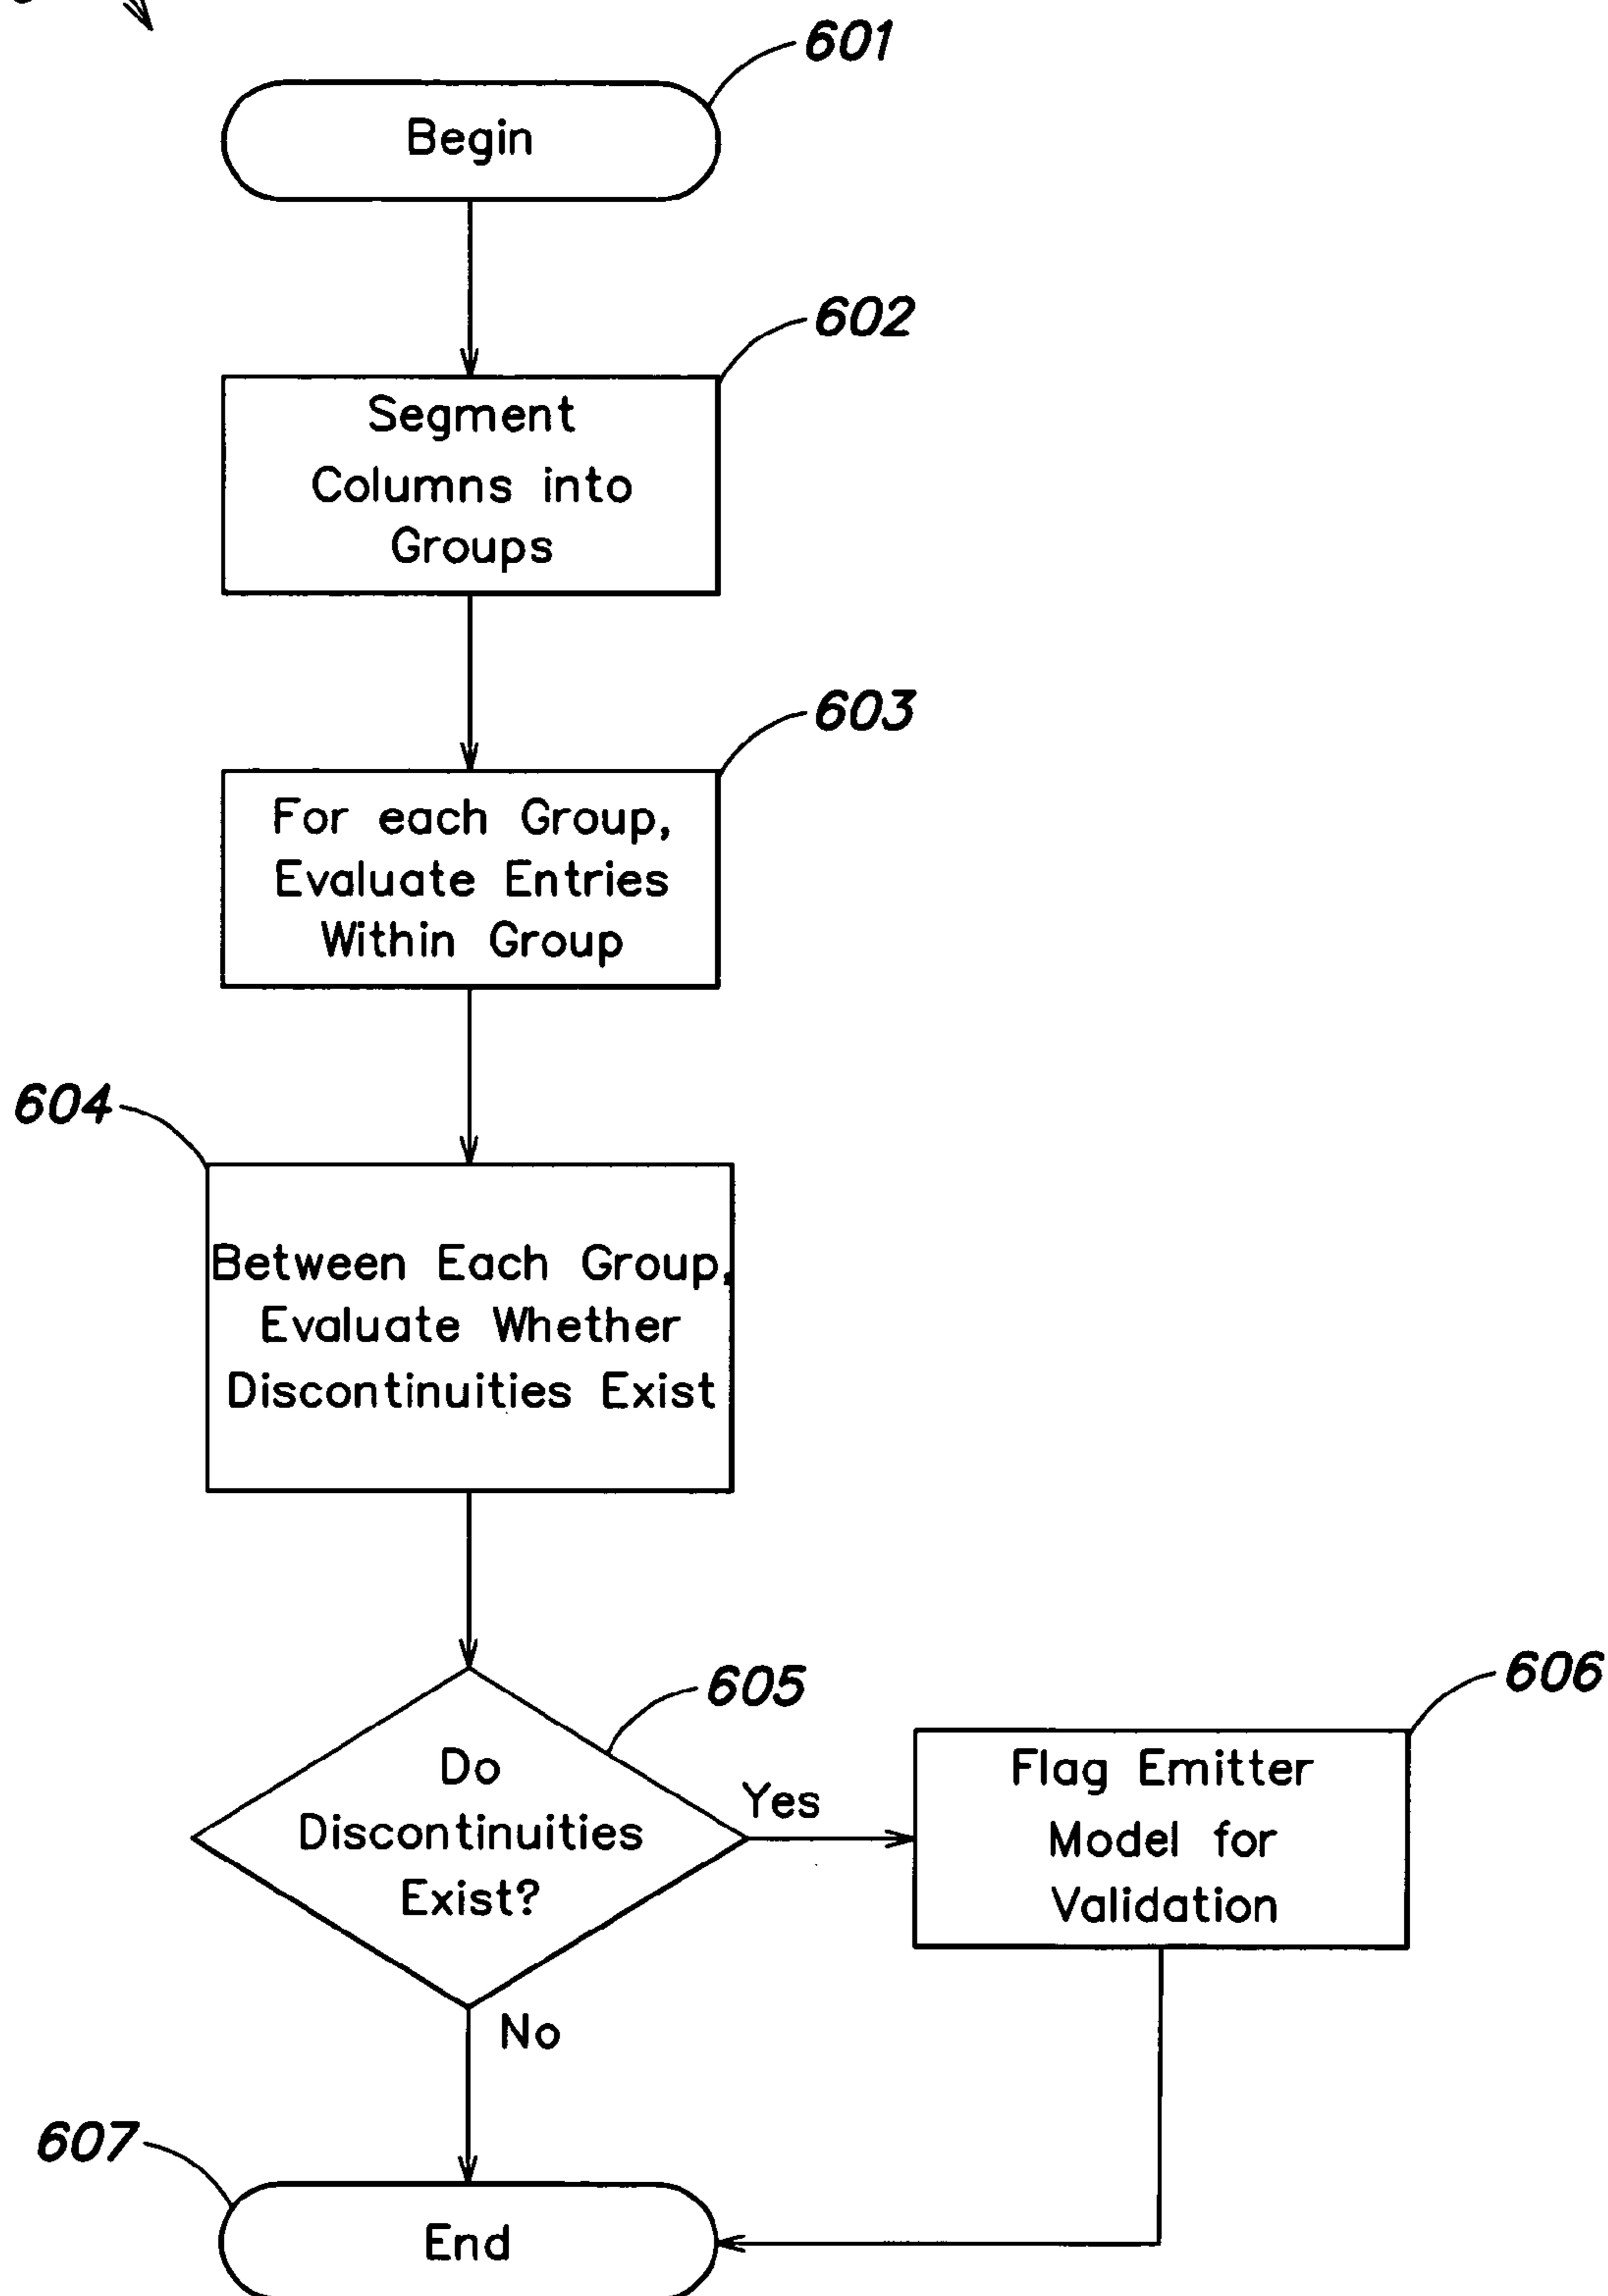 601
Begin
602
Segment
Columns into
Groups
603
For each Group,
Evaluate Entries
Within Group
604
Between Each Group,
Evaluate Whether
Discontinuities Exist
605
Do
Discontinuities
Exist?
Yes
606
Flag Emitter
Model for
Validation
No
607
End